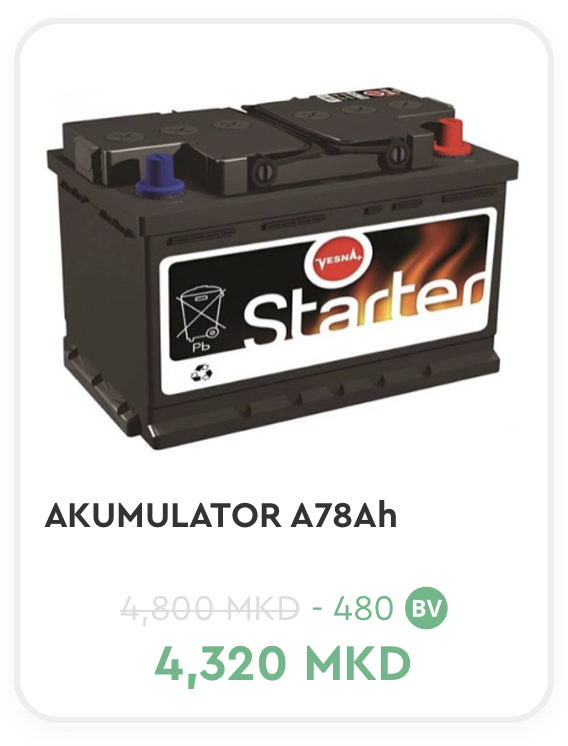 VESNA
Starter
Pb
AKUMULATOR A78Ah
4,800 MKD - 480 BV
4,320 MKD